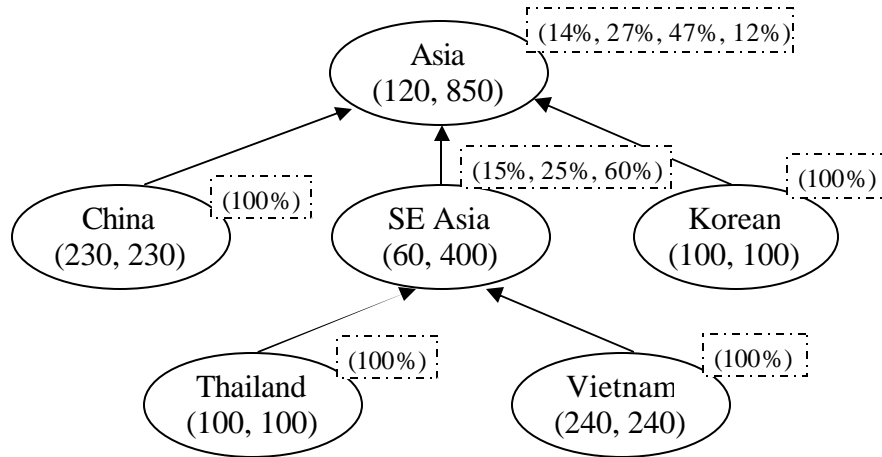 (14%, 27%, 47%, 12%)
Asia
(120, 850)
(15%, 25%, 60%)
(100%)
(100%)
China
(230, 230)
SE Asia
(60, 400)
Korean
(100, 100)
(100%)
(100%)
Thailand
(100, 100)
Vietnam
(240, 240)